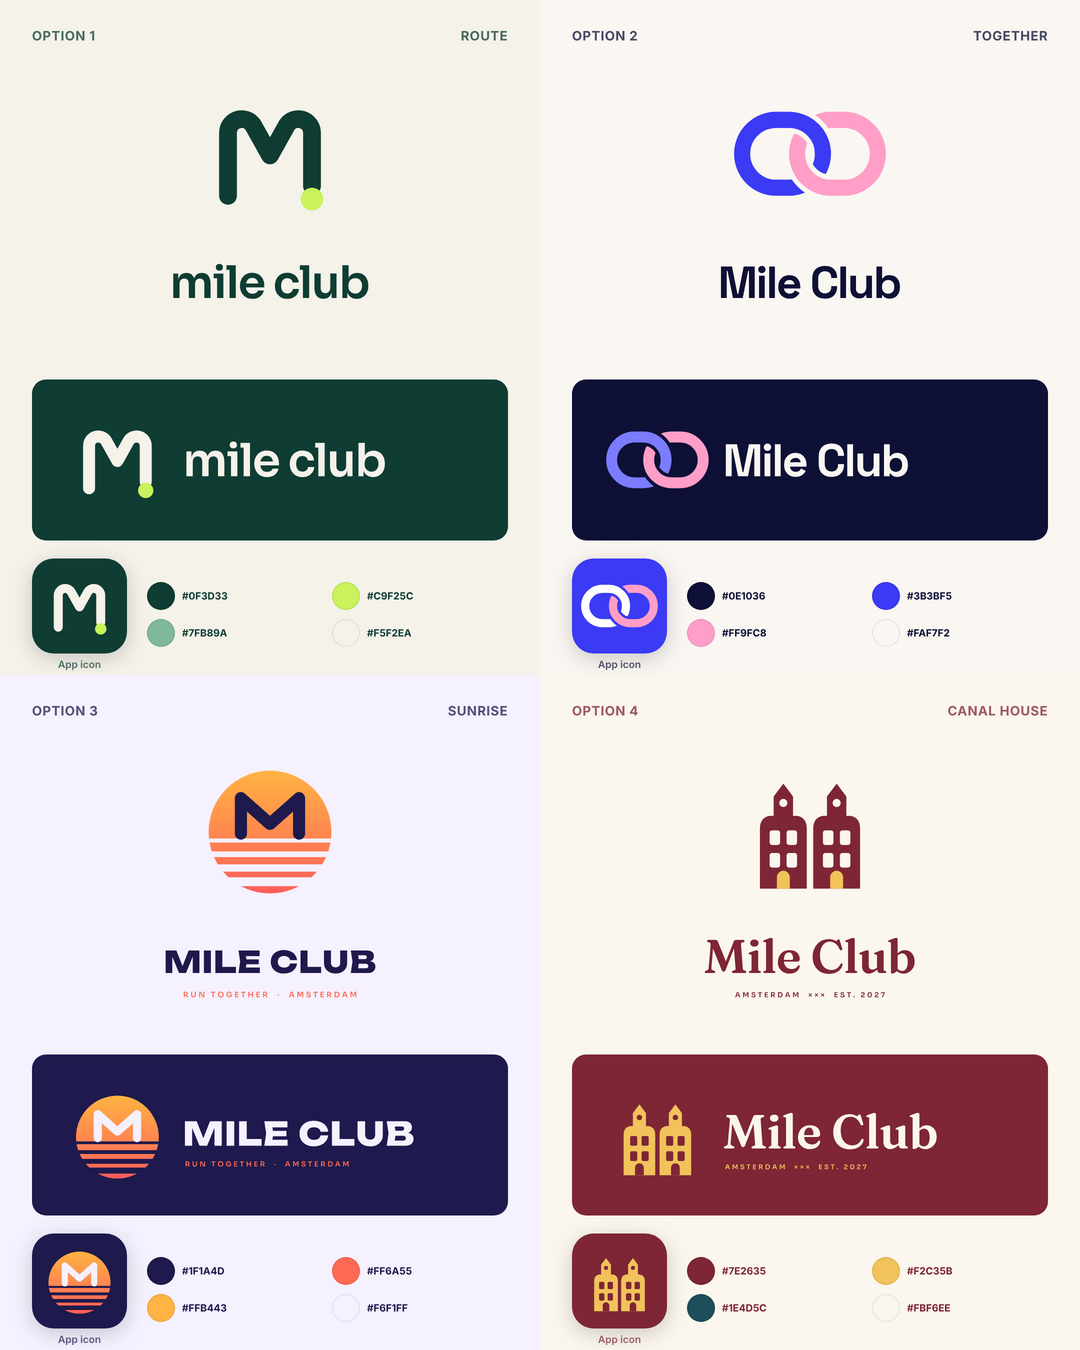 OPTION 1
ROUTE
M
mile club
M
mile club
M
#0F3D33
#C9F25C
#7FB89A
#F5F2EA
App icon
OPTION 2
TOGETHER
Mile Club
Mile Club
#0E1036
#3B3BF5
#FF9FC8
#FAF7F2
App icon
OPTION 3
SUNRISE
M
MILE CLUB
RUN TOGETHER · AMSTERDAM
M
MILE CLUB
RUN TOGETHER · AMSTERDAM
M
#1F1A4D
#FF6A55
#FFB443
#F6F1FF
App icon
OPTION 4
CANAL HOUSE
Mile Club
AMSTERDAM ××× EST. 2027
Mile Club
AMSTERDAM ××× EST. 2027
#7E2635
#F2C35B
#1E4D5C
#FBF6EE
App icon